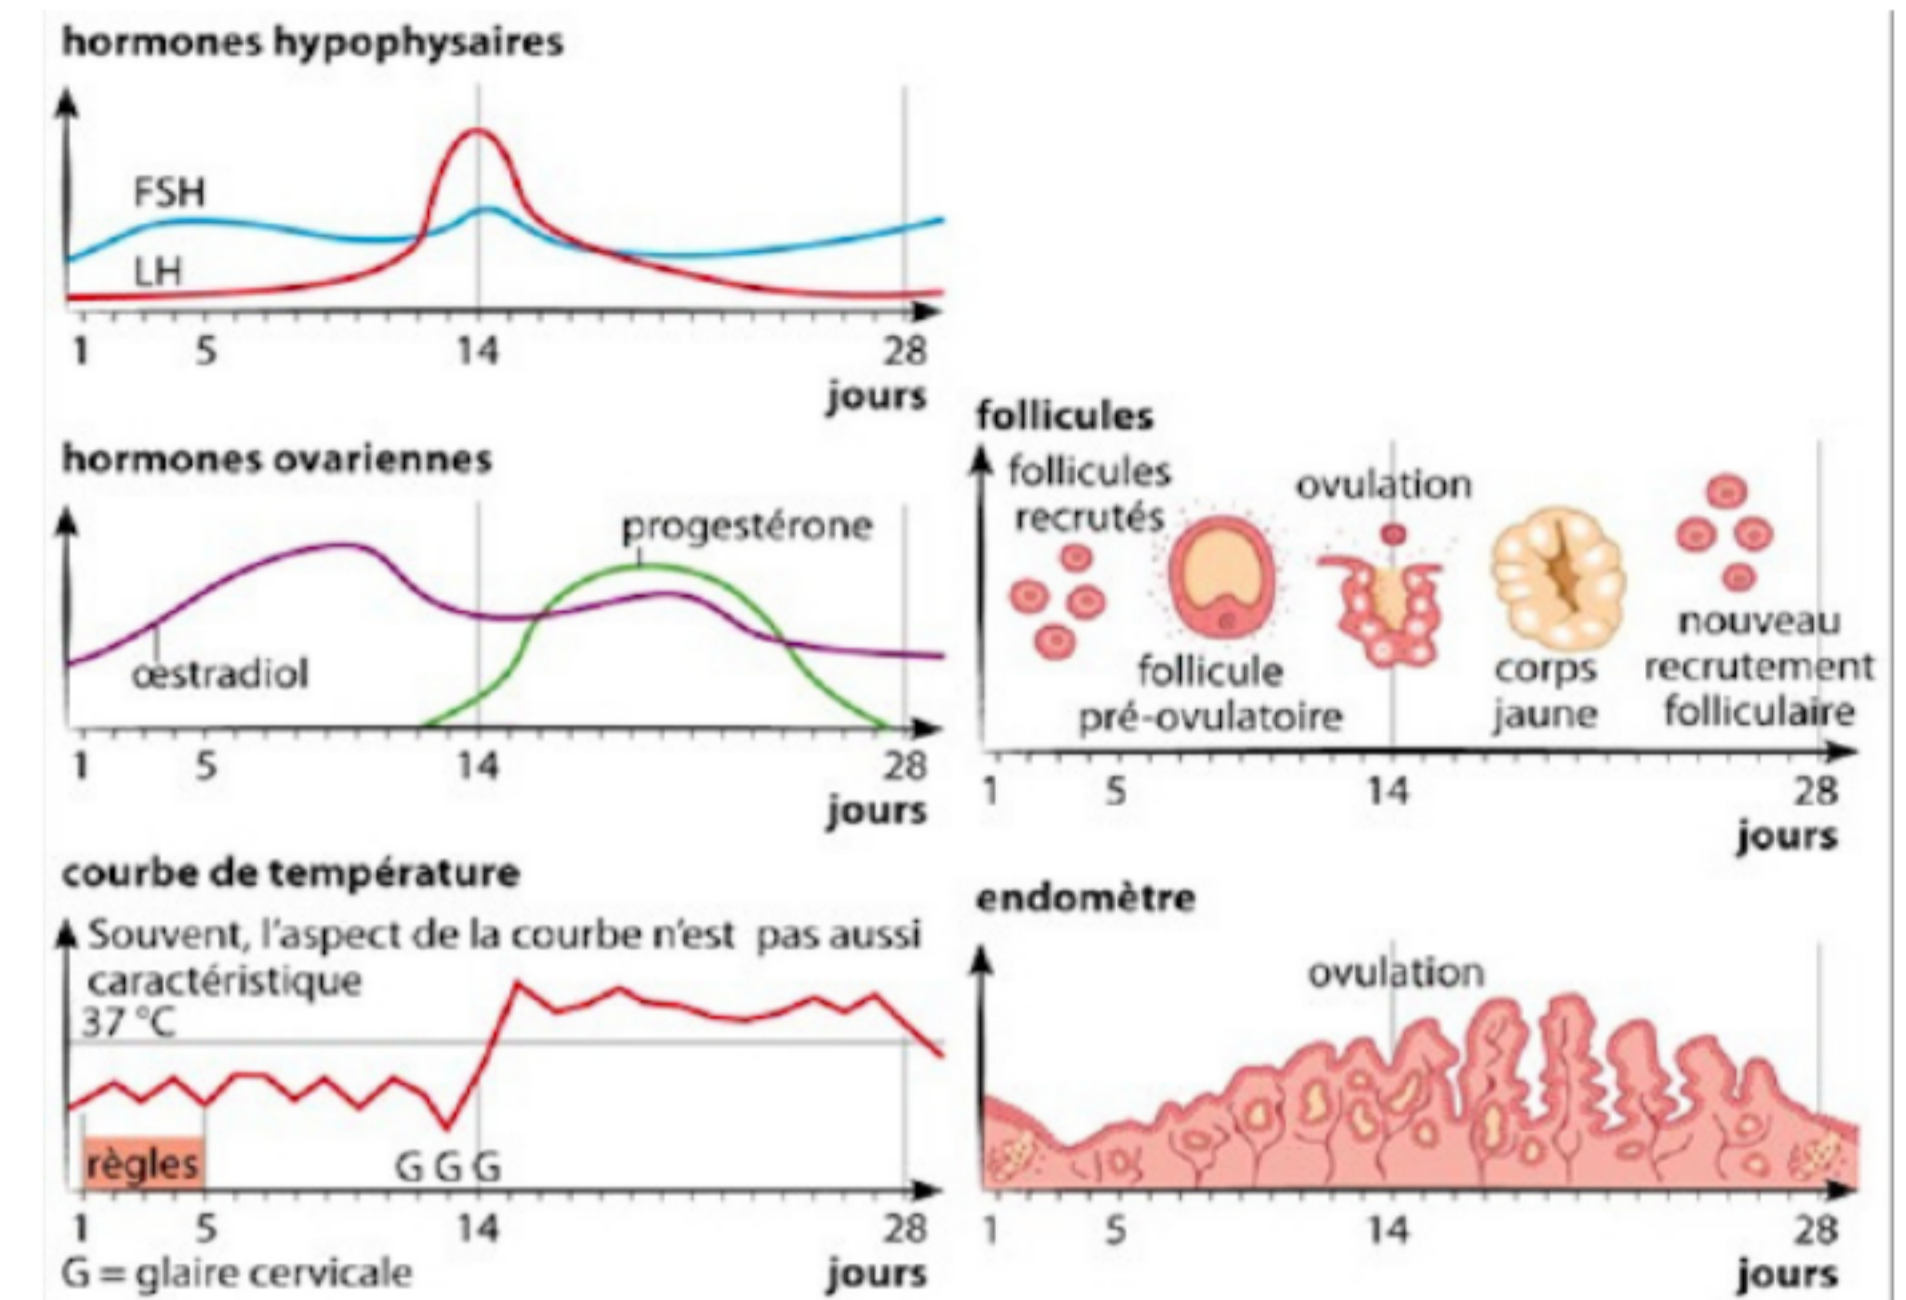 hormones hypophysaires
FSH
LH
1 5 14 28
jours
hormones ovariennes
progestérone
œstradiol
1 5 14 28
jours
courbe de température
Souvent, l'aspect de la courbe n'est pas aussi
caractéristique
37 °C
règles
G G G
1 5 14 28
G = glaire cervicale
jours
follicules
follicules
recrutés
ovulation
follicule
pré-ovulatoire
corps
jaune
nouveau
recrutement
folliculaire
1 5 14 28
jours
endomètre
ovulation
1 5 14 28
jours